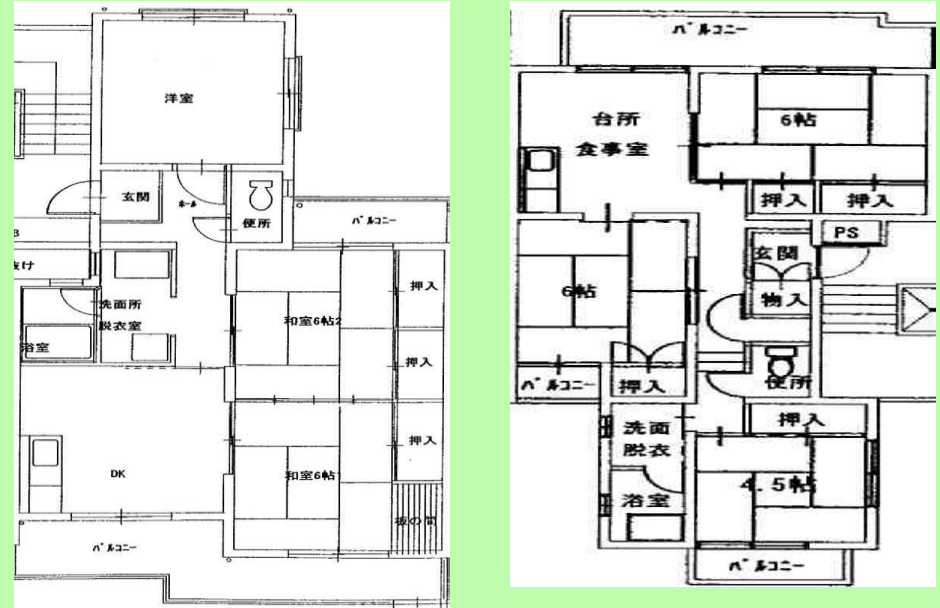 洋室
玄関
ホール
便所
バルコニー
抜け
洗面所
脱衣室
浴室
和室6帖2
押入
押入
押入
DK
和室6帖1
板の間
バルコニー
バルコニー
台所
食事室
6帖
押入
押入
PS
玄関
物入
6帖
バルコニー
押入
便所
洗面
脱衣
押入
4.5帖
浴室
バルコニー